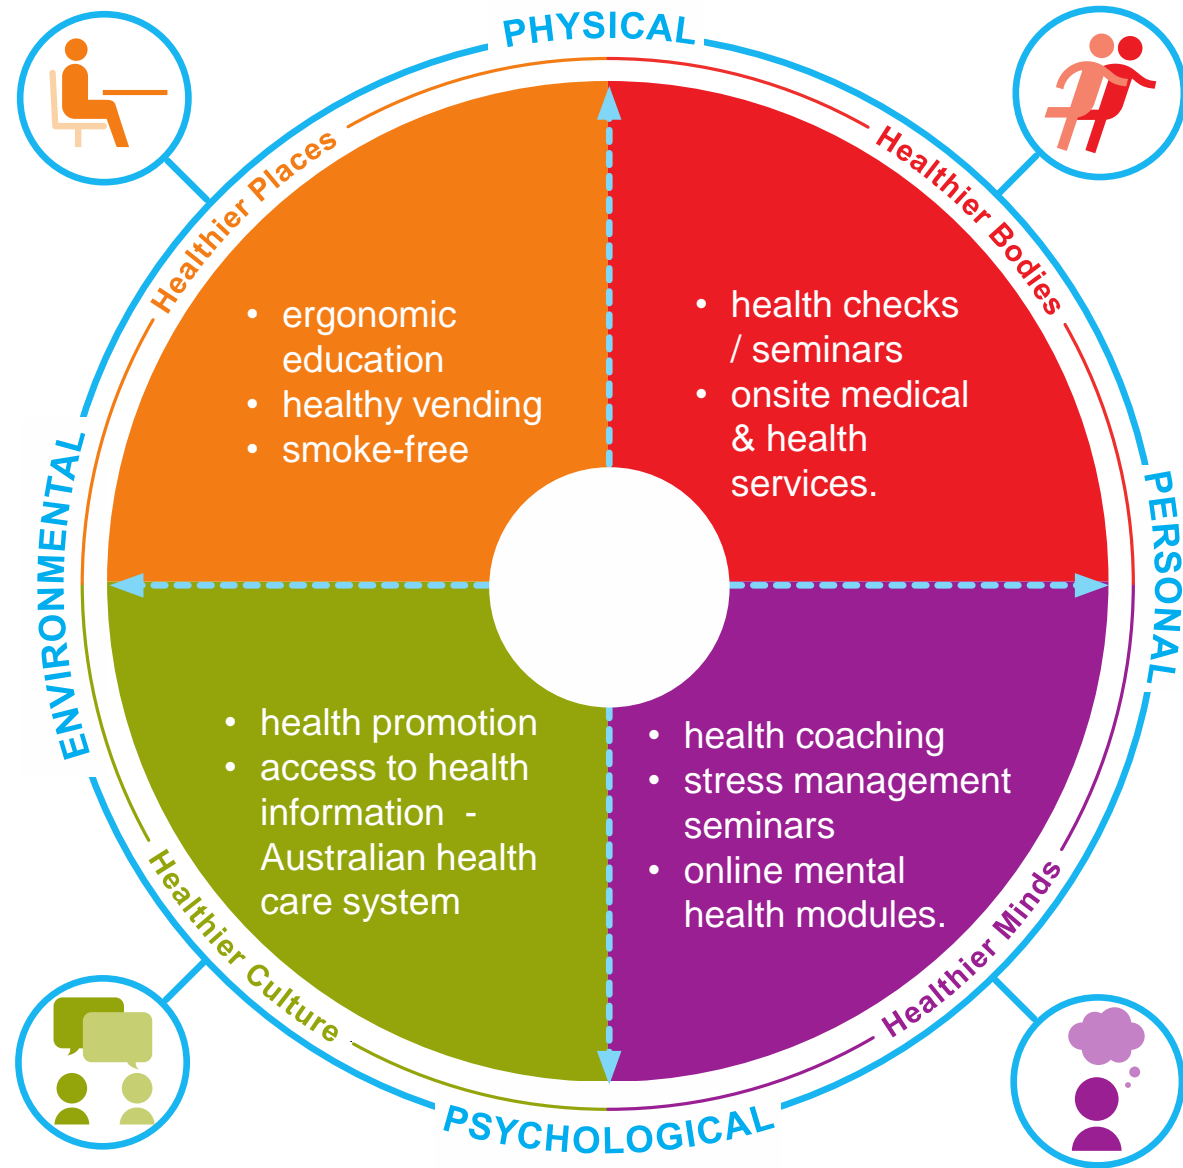 PHYSICAL
Healthier Places
Healthier Bodies
• ergonomic
education
• healthy vending
• smoke-free
• health checks
/ seminars
• onsite medical
& health
services.
ENVIRONMENTAL
PERSONAL
• health promotion
• access to health
information -
Australian health
care system
• health coaching
• stress management
seminars
• online mental
health modules.
Healthier Culture
Healthier Minds
PSYCHOLOGICAL